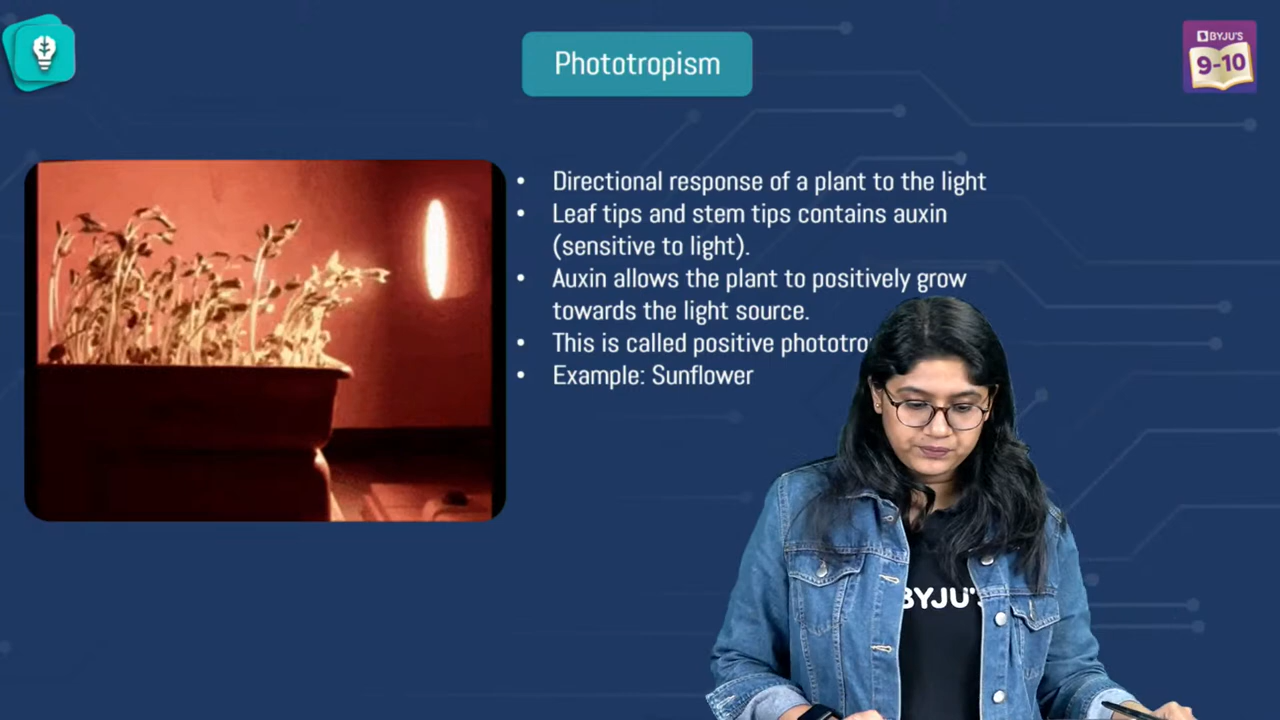 Phototropism
BYJU'S
9-10
Directional response of a plant to the light
Leaf tips and stem tips contains auxin
(sensitive to light).
Auxin allows the plant to positively grow
towards the light source.
This is called positive
Example: Sunflower
BYJU'S